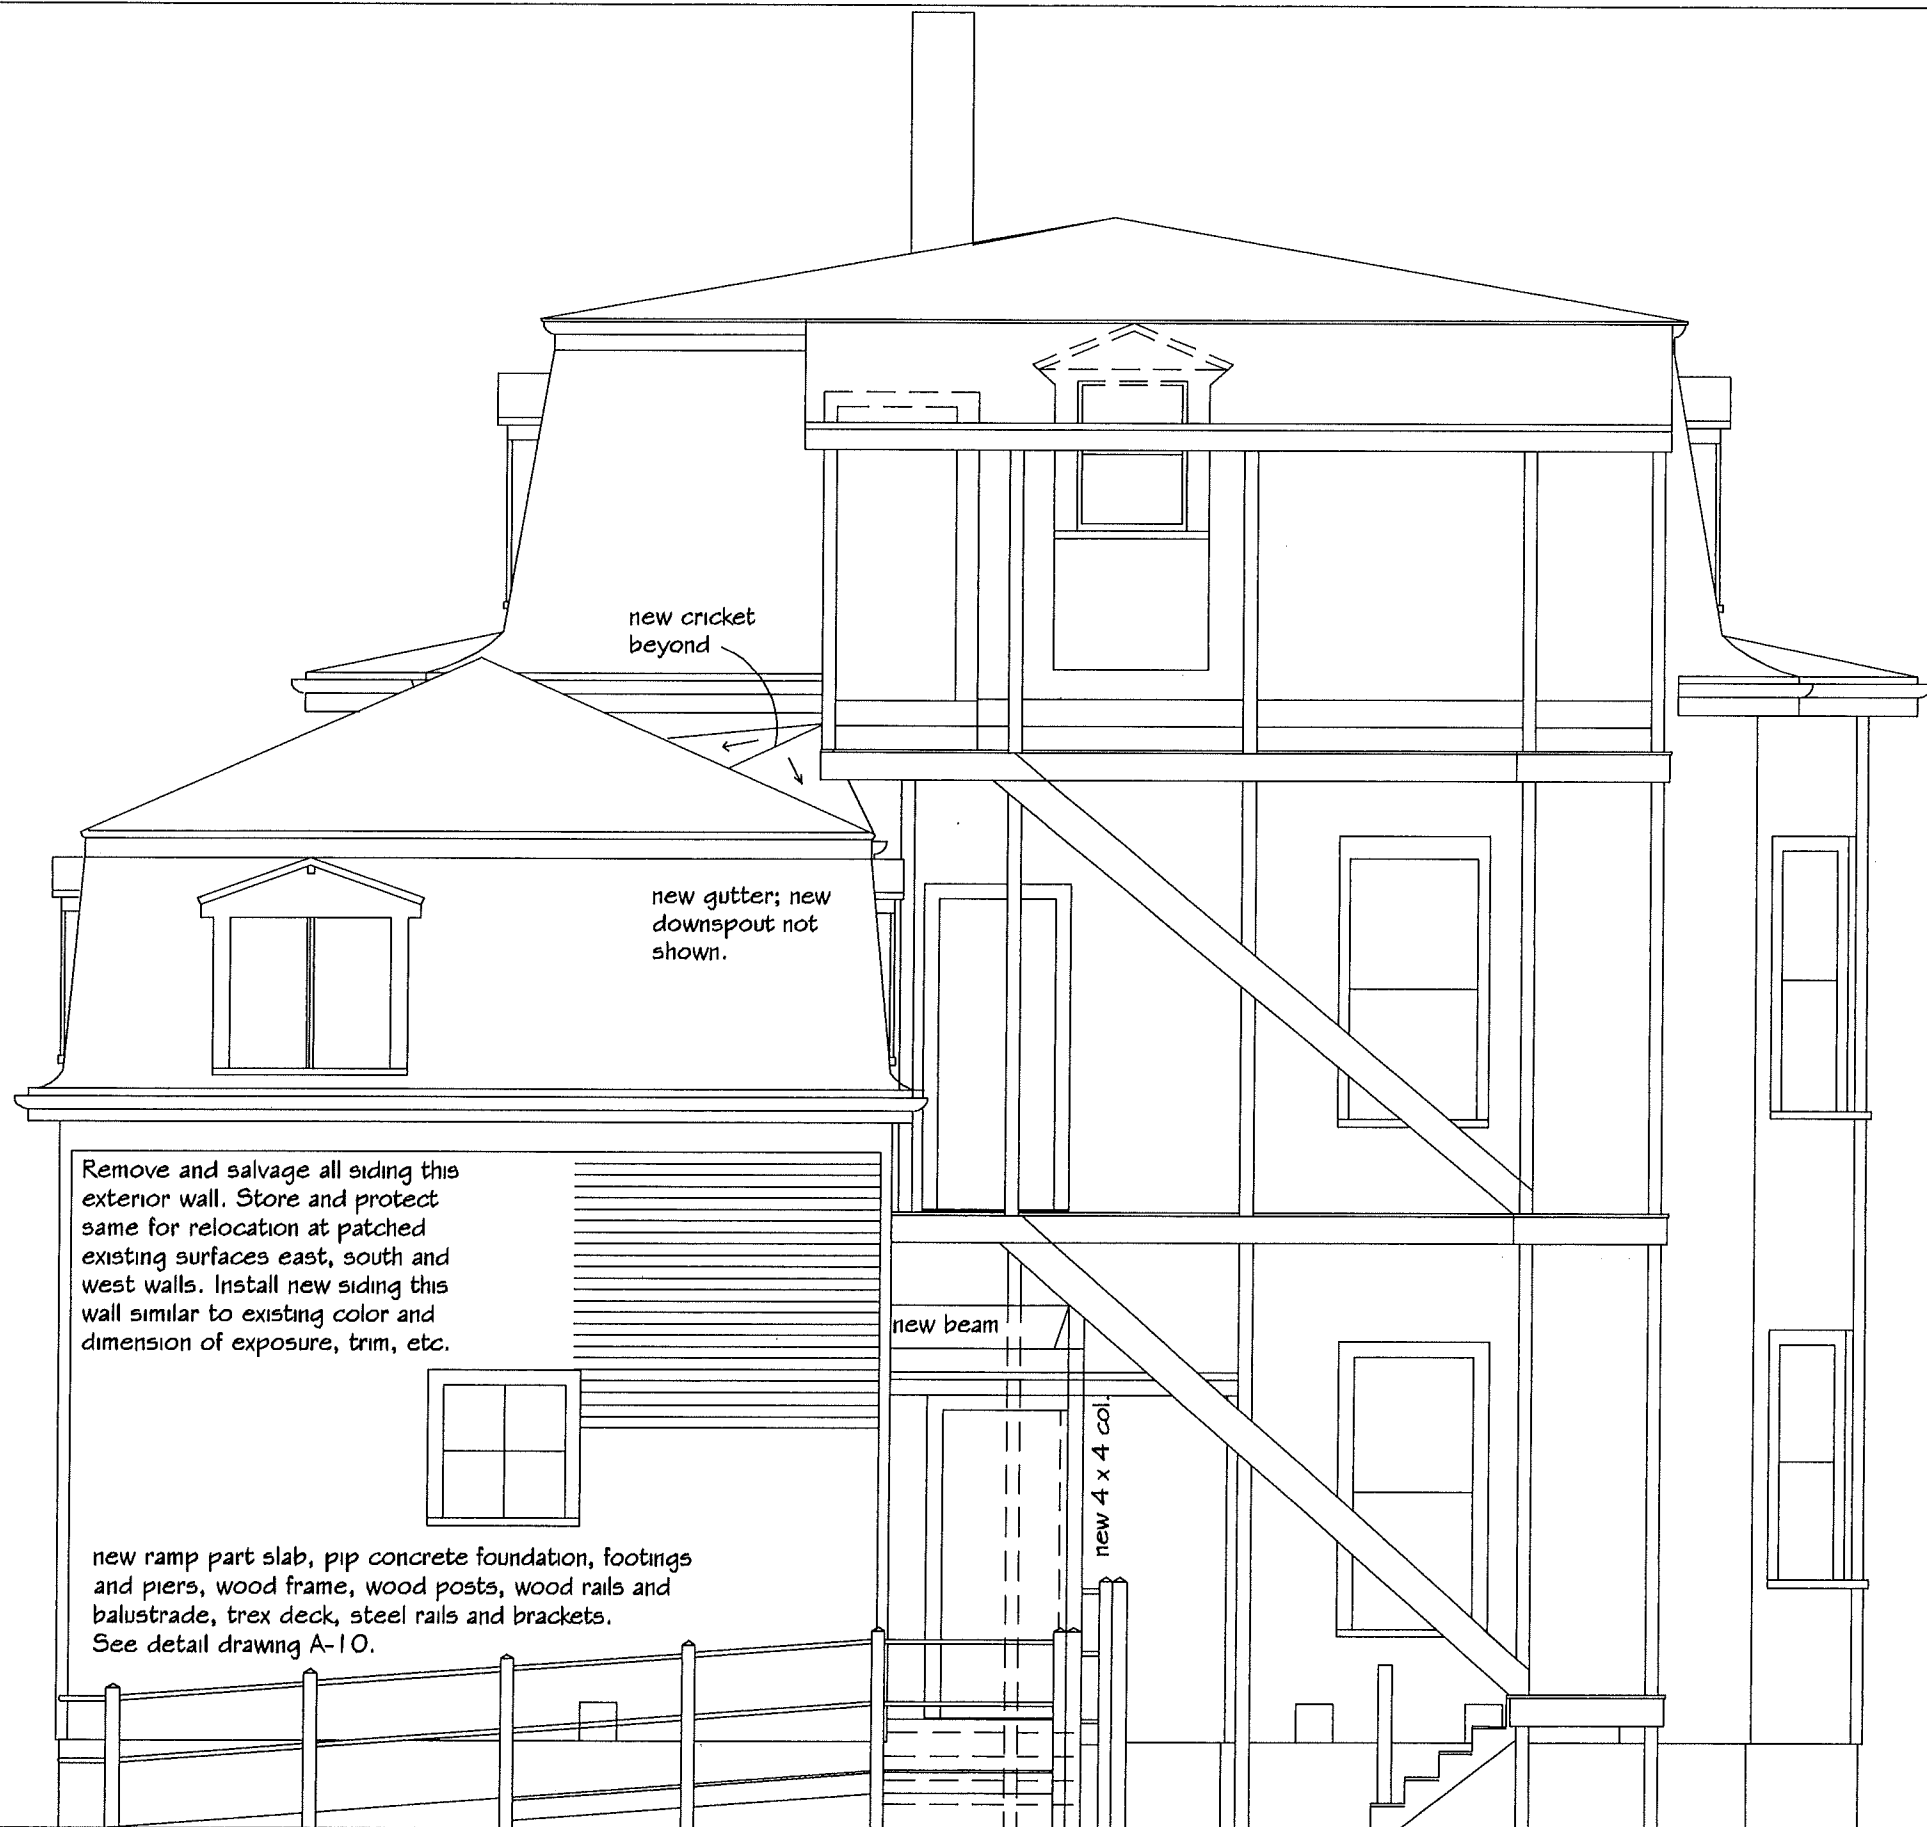 new cricket
beyond
new gutter; new
downspout not
shown.
Remove and salvage all siding this
exterior wall. Store and protect
same for relocation at patched
existing surfaces east, south and
west walls. Install new siding this
wall similar to existing color and
dimension of exposure, trim, etc.
new beam
new 4 x 4 col.
new ramp part slab, pip concrete foundation, footings
and piers, wood frame, wood posts, wood rails and
balustrade, trex deck, steel rails and brackets.
See detail drawing A-10.